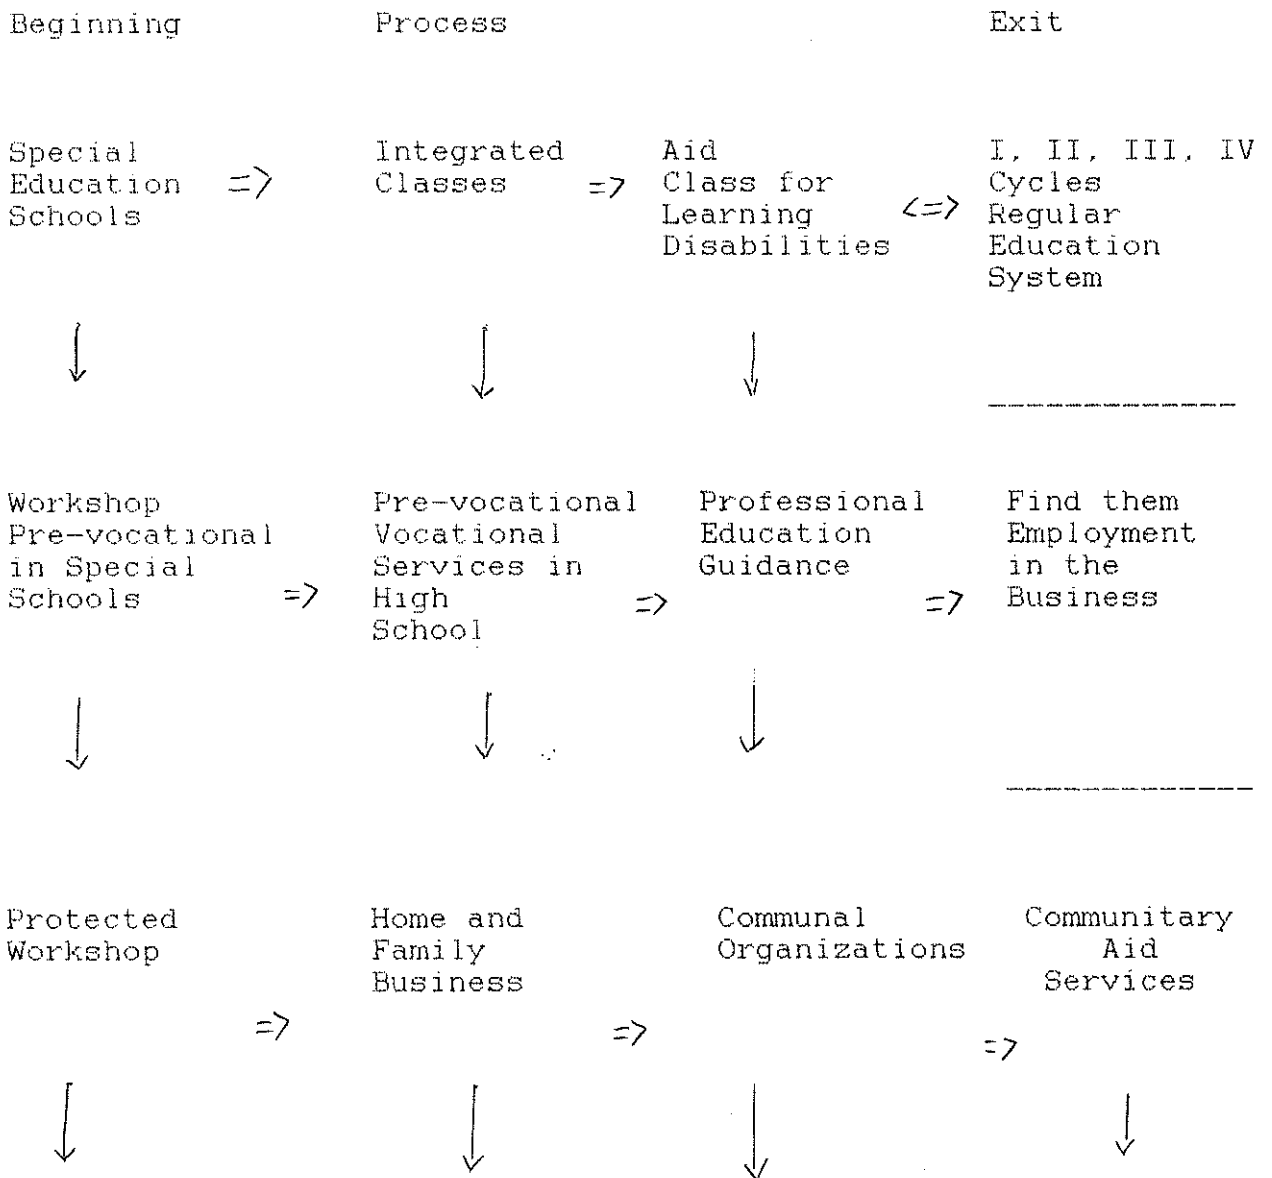 Beginning Process Exit
Special
Education =>
Schools
Integrated
Classes =>
Aid
Class for
Learning <=>
Disabilities
I, II, III, IV
Cycles
Regular
Education
System
-------------
Workshop
Pre-vocational
in Special
Schools =>
Pre-vocational
Vocational
Services in
High =>
School
Professional
Education
Guidance
=>
Find them
Employment
in the
Business
-------------
Protected
Workshop
=>
Home and
Family
Business
=>
Communal
Organizations
=>
Communitary
Aid
Services